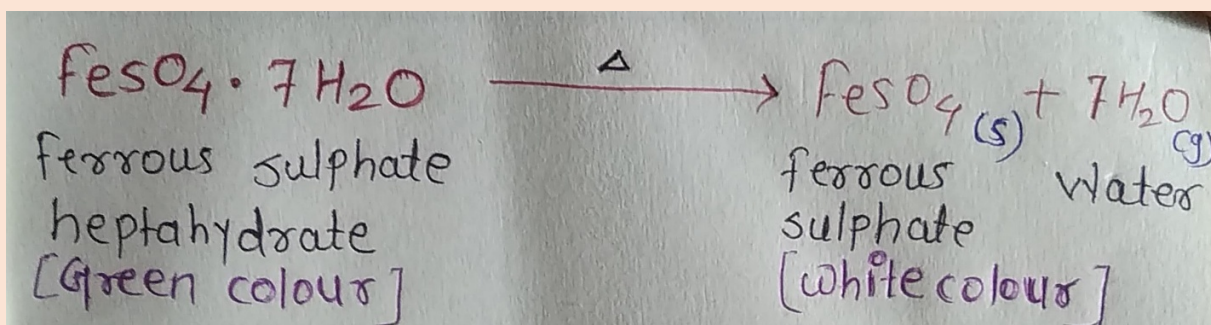 FeSO4 · 7H2O Δ → FeSO4 (s) + 7H2O (g)
ferrous sulphate ferrous Water
heptahydrate sulphate
[Green colour] [white colour]